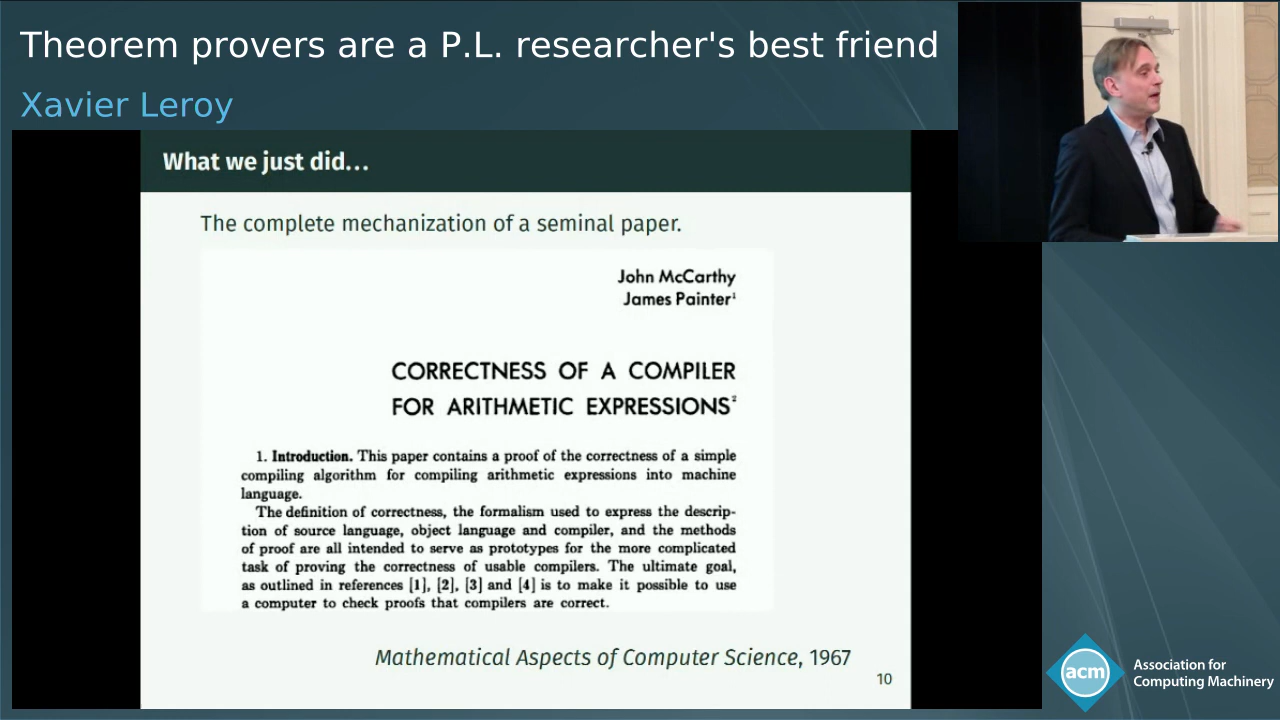 Theorem provers are a P.L. researcher's best friend
Xavier Leroy
What we just did...
The complete mechanization of a seminal paper.
John McCarthy
James Painter¹
CORRECTNESS OF A COMPILER
FOR ARITHMETIC EXPRESSIONS²
1. Introduction. This paper contains a proof of the correctness of a simple
compiling algorithm for compiling arithmetic expressions into machine
language.
The definition of correctness, the formalism used to express the descrip-
tion of source language, object language and compiler, and the methods
of proof are all intended to serve as prototypes for the more complicated
task of proving the correctness of usable compilers. The ultimate goal,
as outlined in references [1], [2], [3] and [4] is to make it possible to use
a computer to check proofs that compilers are correct.
Mathematical Aspects of Computer Science, 1967
10
acm
Association for
Computing Machinery